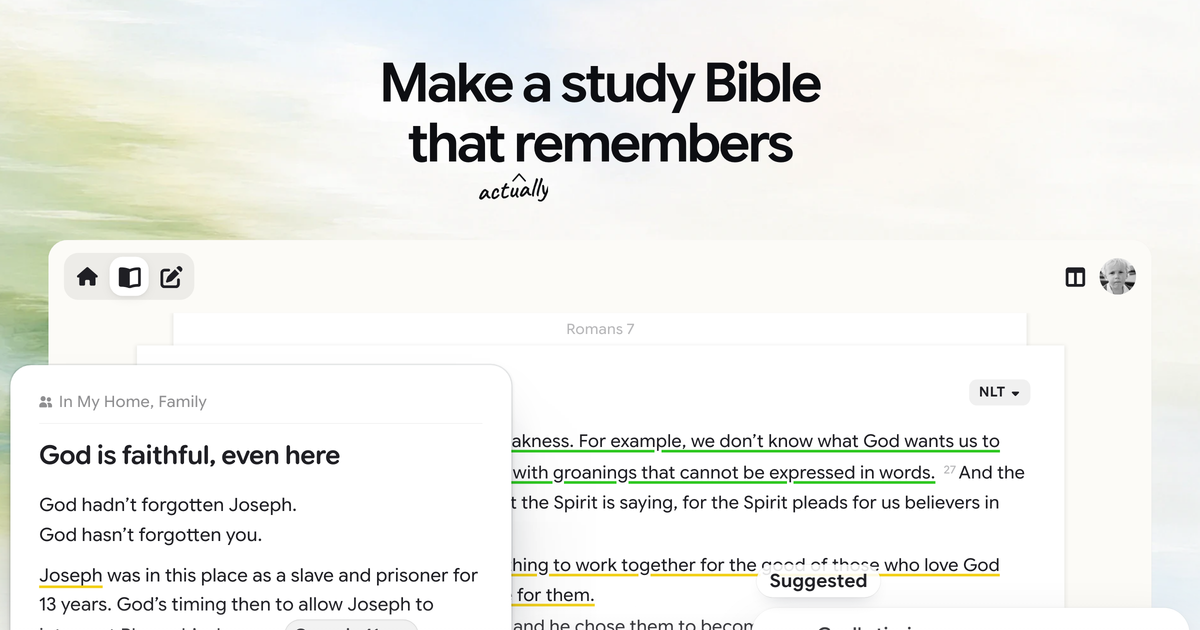 Make a study Bible
that remembers
actually
Romans 7
NLT
In My Home, Family
God is faithful, even here
God hadn’t forgotten Joseph.
God hasn’t forgotten you.
Joseph was in this place as a slave and prisoner for
13 years. God’s timing then to allow Joseph to
akness. For example, we don’t know what God wants us to
with groanings that cannot be expressed in words. 27 And the
t the Spirit is saying, for the Spirit pleads for us believers in
hing to work together for the good of those who love God
for them.
and he chose them to becom
Suggested